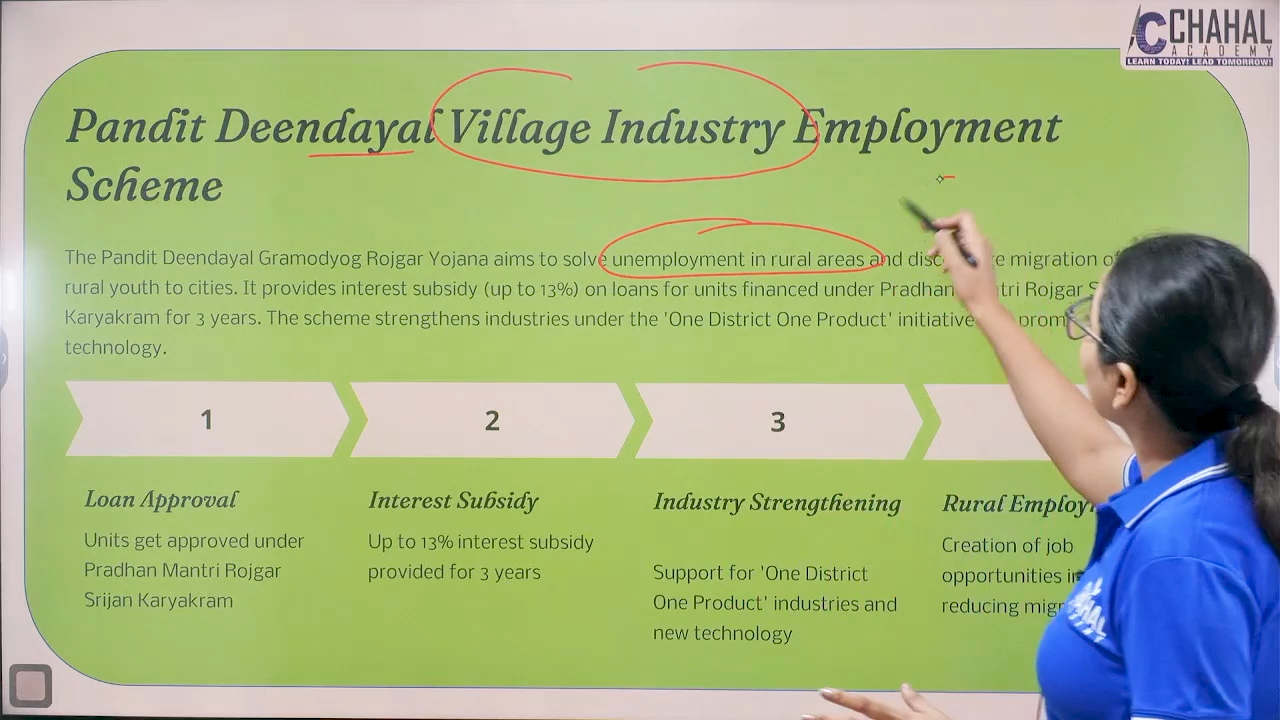 CHAHAL
ACADEMY
LEARN TODAY! LEAD TOMORROW!
Pandit Deendayal Village Industry Employment
Scheme
The Pandit Deendayal Gramodyog Rojgar Yojana aims to solve unemployment in rural areas and migration of
rural youth to cities. It provides interest subsidy (up to 13%) on loans for units financed under Pradhan Rojgar
Karyakram for 3 years. The scheme strengthens industries under the 'One District One Product' initiative
technology.
1
2
3
Loan Approval
Interest Subsidy
Industry Strengthening
Rural
Units get approved under
Pradhan Mantri Rojgar
Srijan Karyakram
Up to 13% interest subsidy
provided for 3 years
Support for 'One District
One Product' industries and
new technology
Creation of job
opportunities
reducing